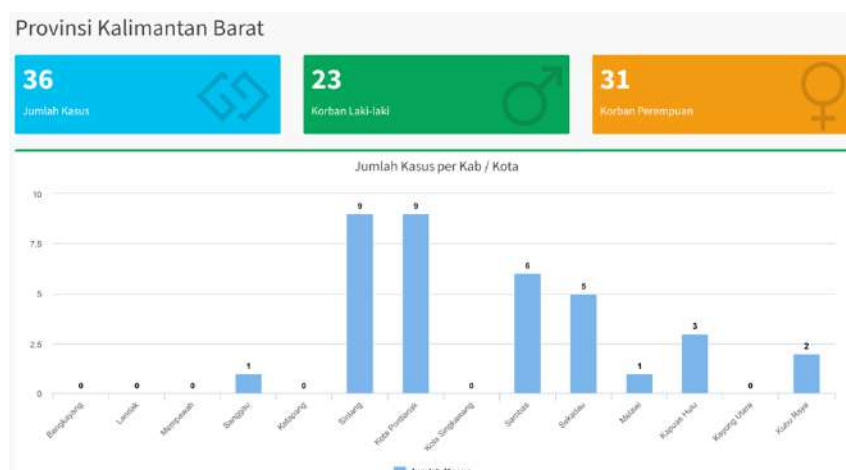 Provinsi Kalimantan Barat
36
Jumlah Kasus
23
Korban Laki-laki
31
Korban Perempuan
Jumlah Kasus per Kab / Kota
10
7.5
5
2.5
0
0
0
0
1
0
9
9
0
6
5
1
3
0
2
Bengkayang
Landak
Mempawah
Sanggau
Ketapang
Sintang
Kota Pontianak
Kota Singkawang
Sambas
Sekadau
Melawi
Kapuas Hulu
Kayong Utara
Kubu Raya